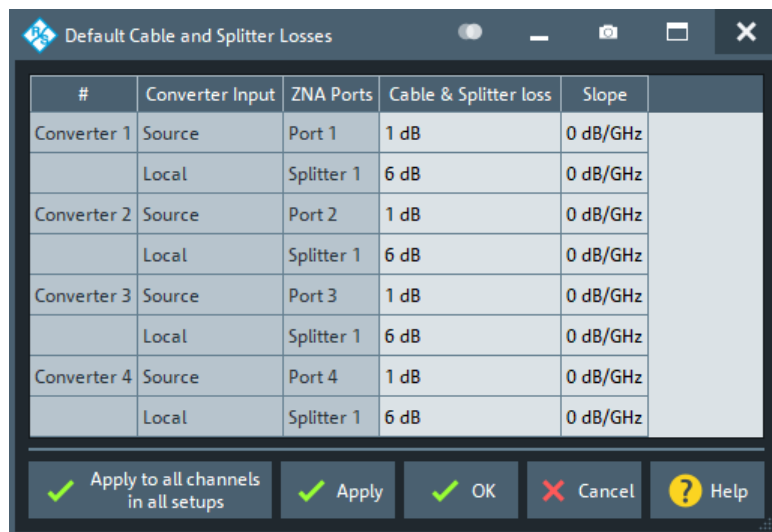 Default Cable and Splitter Losses
# Converter Input ZNA Ports Cable & Splitter loss Slope
Converter 1 Source Port 1 1 dB 0 dB/GHz
Local Splitter 1 6 dB 0 dB/GHz
Converter 2 Source Port 2 1 dB 0 dB/GHz
Local Splitter 1 6 dB 0 dB/GHz
Converter 3 Source Port 3 1 dB 0 dB/GHz
Local Splitter 1 6 dB 0 dB/GHz
Converter 4 Source Port 4 1 dB 0 dB/GHz
Local Splitter 1 6 dB 0 dB/GHz
Apply to all channels
in all setups
Apply
OK
Cancel
? Help